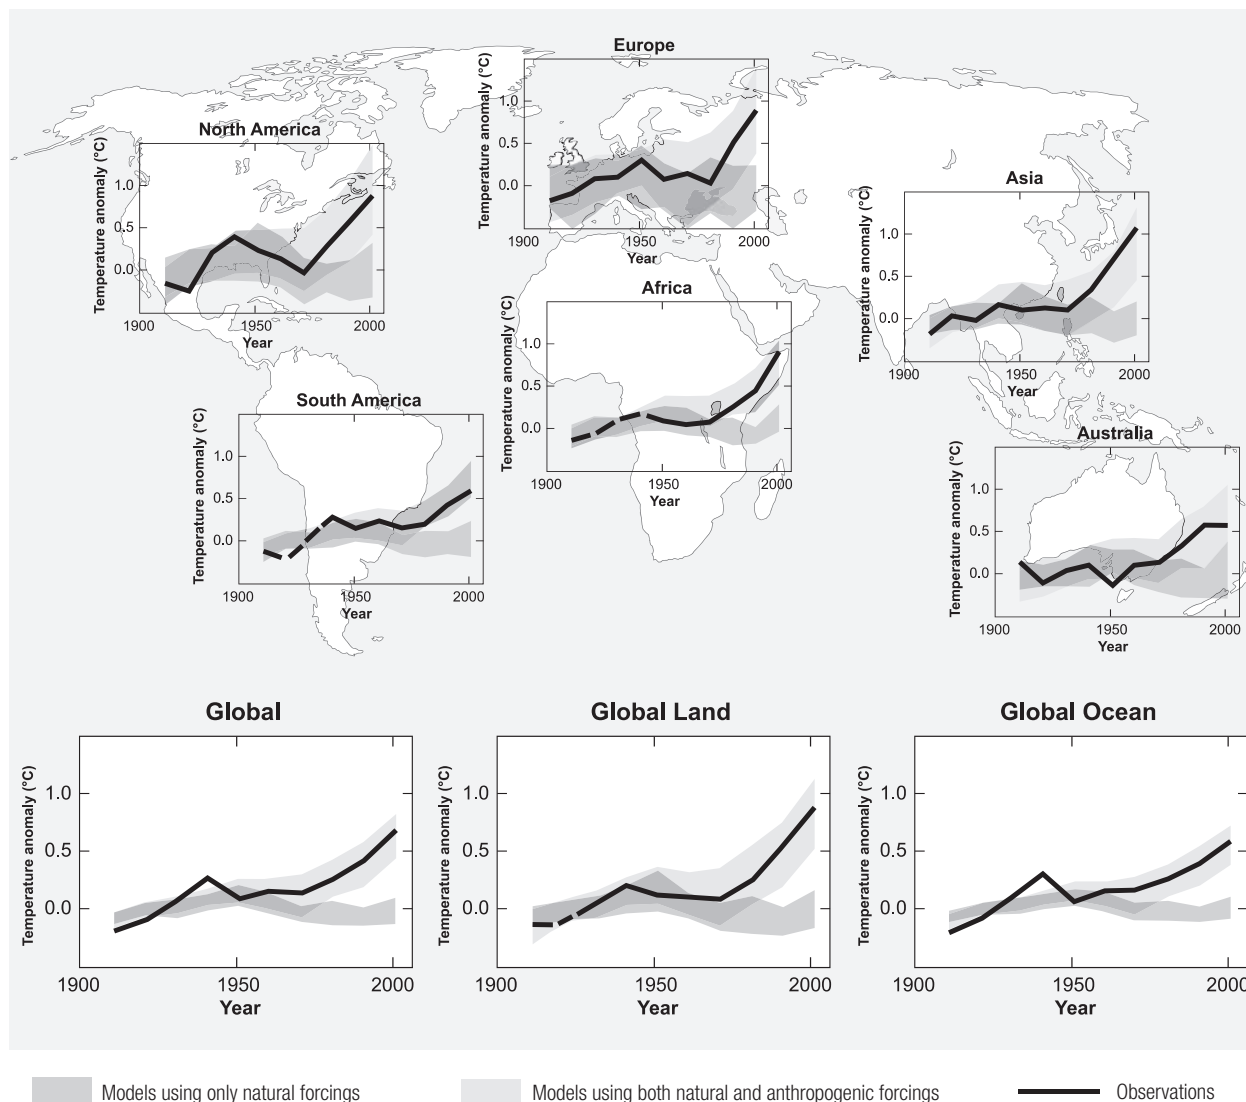 Europe
Temperature anomaly (°C)
1.0
0.5
0.0
1900
1950
2000
Year
North America
Temperature anomaly (°C)
1.0
0.5
0.0
1900
1950
2000
Year
Asia
Temperature anomaly (°C)
1.0
0.5
0.0
1900
1950
2000
Year
Africa
Temperature anomaly (°C)
1.0
0.5
0.0
1900
1950
2000
Year
South America
Temperature anomaly (°C)
1.0
0.5
0.0
1900
1950
2000
Year
Australia
Temperature anomaly (°C)
1.0
0.5
0.0
1900
1950
2000
Year
Global
Temperature anomaly (°C)
1.0
0.5
0.0
1900
1950
2000
Year
Global Land
Temperature anomaly (°C)
1.0
0.5
0.0
1900
1950
2000
Year
Global Ocean
Temperature anomaly (°C)
1.0
0.5
0.0
1900
1950
2000
Year
Models using only natural forcings
Models using both natural and anthropogenic forcings
Observations